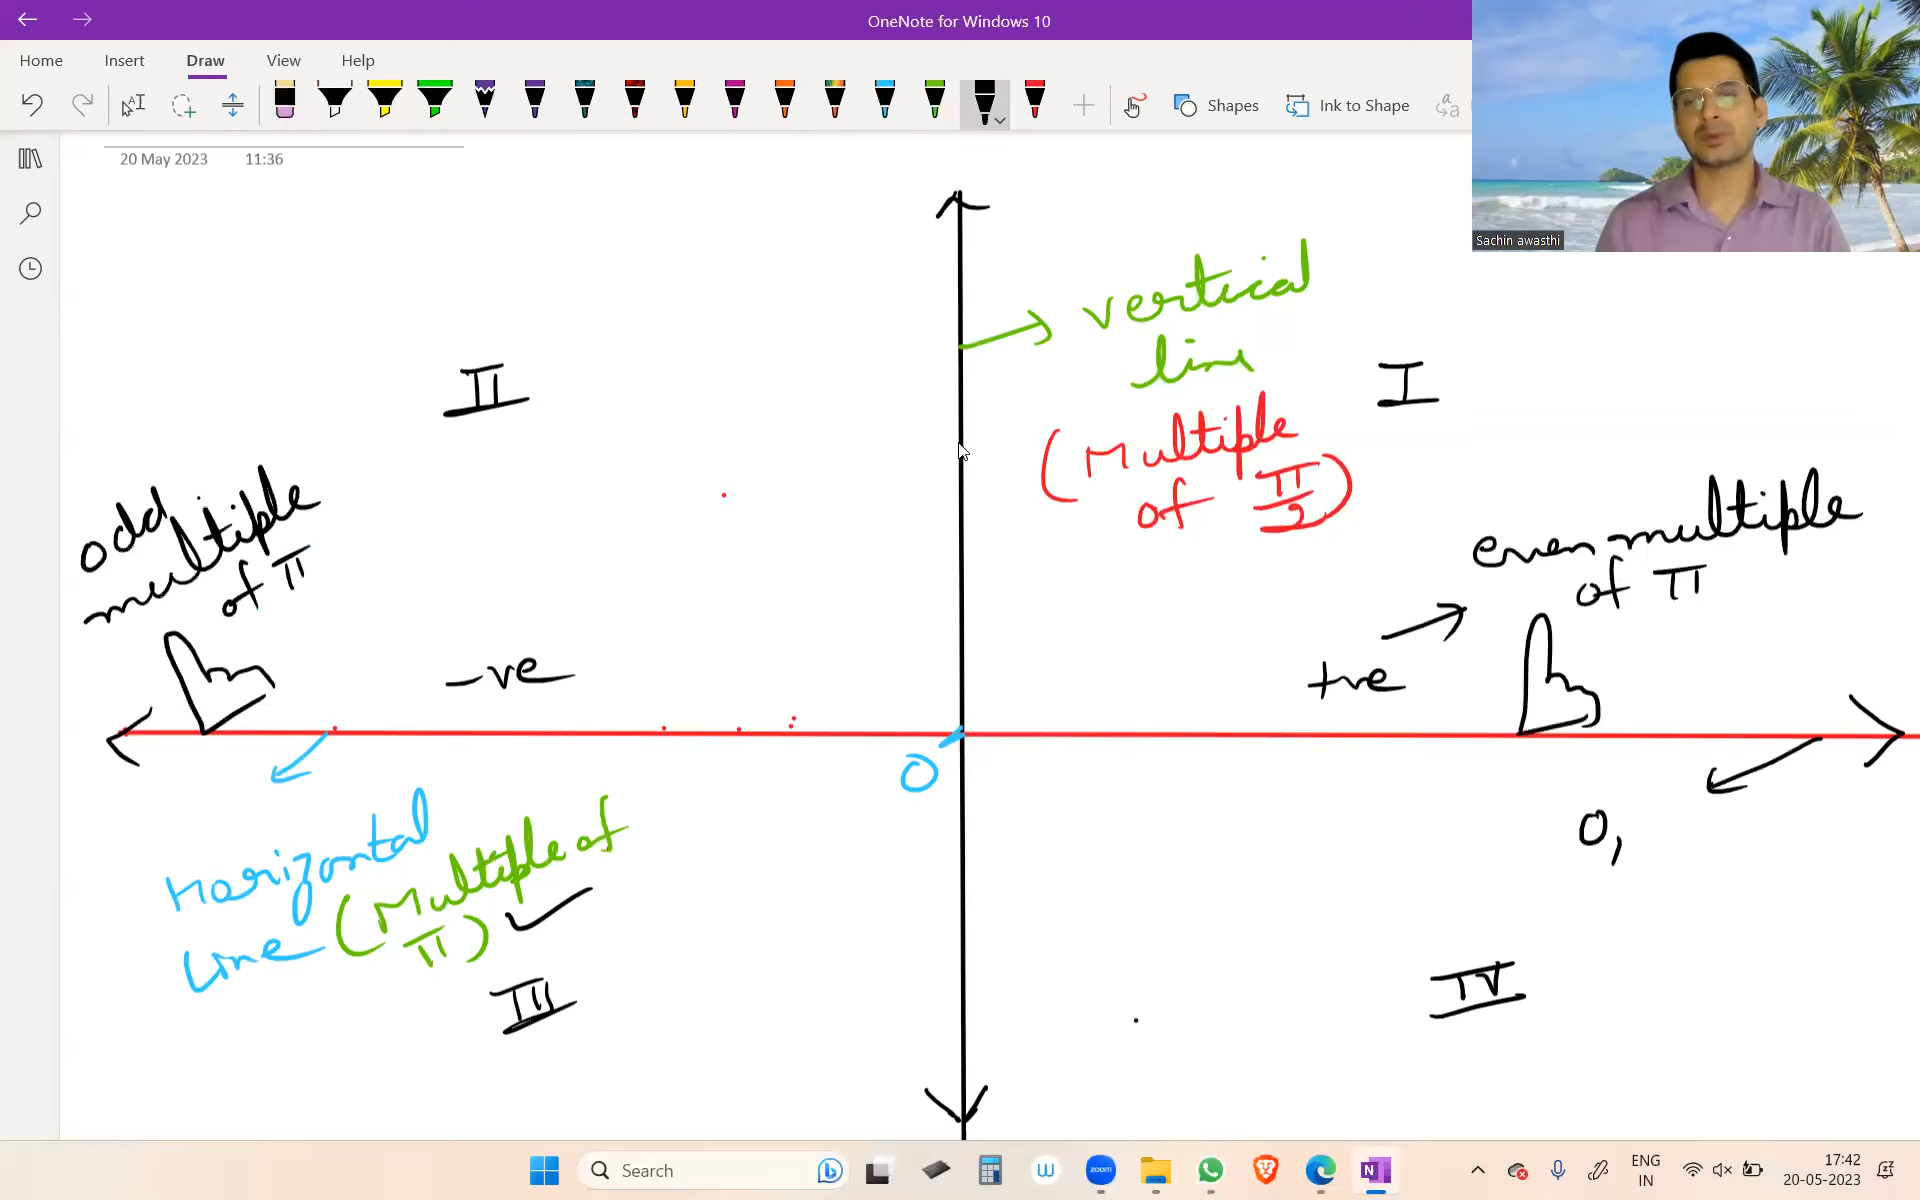 OneNote for Windows 10
Home Insert Draw View Help
Shapes Ink to Shape
20 May 2023 11:36
Sachin awasthi
vertical
line
(Multiple
of π/2)
II
I
odd
multiple
of π
even multiple
of π
-ve
+ve
O
0,
Horizontal
Line
(Multiple of
π)
III
IV
Search
zoom
ENG
IN
17:42
20-05-2023